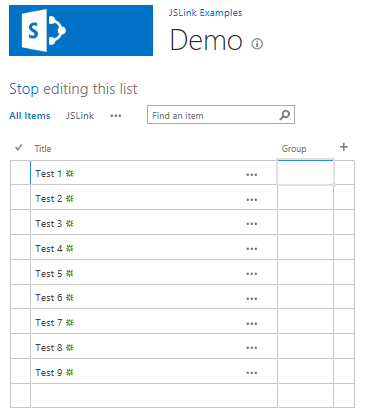 S
JSLink Examples
Demo
Stop editing this list
All Items JSLink ••• Find an item
✓ Title Group +
Test 1 •••
Test 2 •••
Test 3 •••
Test 4 •••
Test 5 •••
Test 6 •••
Test 7 •••
Test 8 •••
Test 9 •••